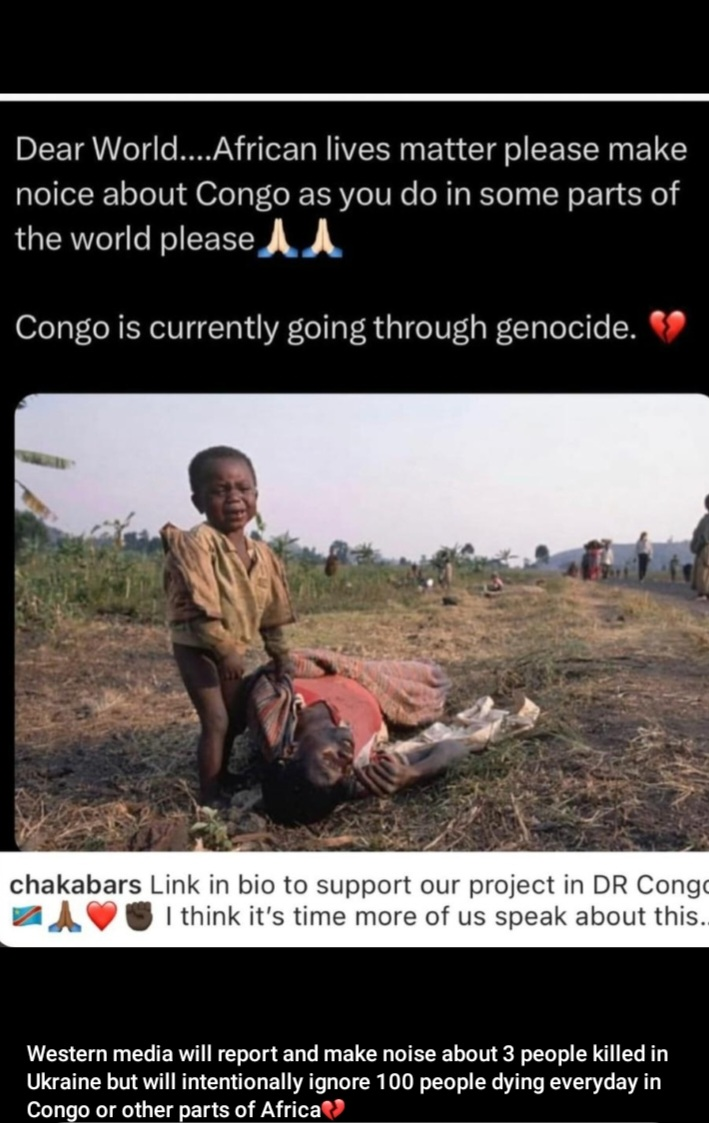 Dear World....African lives matter please make
noice about Congo as you do in some parts of
the world please🙏🏻🙏🏻
Congo is currently going through genocide. 💔
chakabars Link in bio to support our project in DR Congo
🇨🇩🙏🏾❤️✊🏿 I think it's time more of us speak about this..
Western media will report and make noise about 3 people killed in
Ukraine but will intentionally ignore 100 people dying everyday in
Congo or other parts of Africa💔